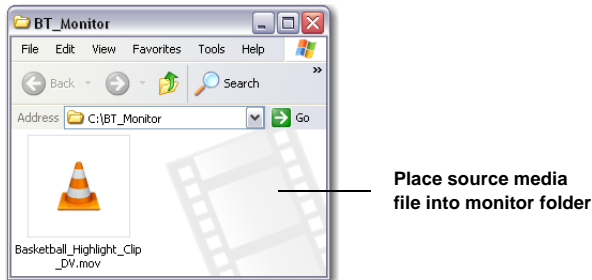 BT_Monitor
File Edit View Favorites Tools Help
Back Search »
Address C:\BT_Monitor Go
Basketball_Highlight_Clip
_DV.mov
Place source media
file into monitor folder